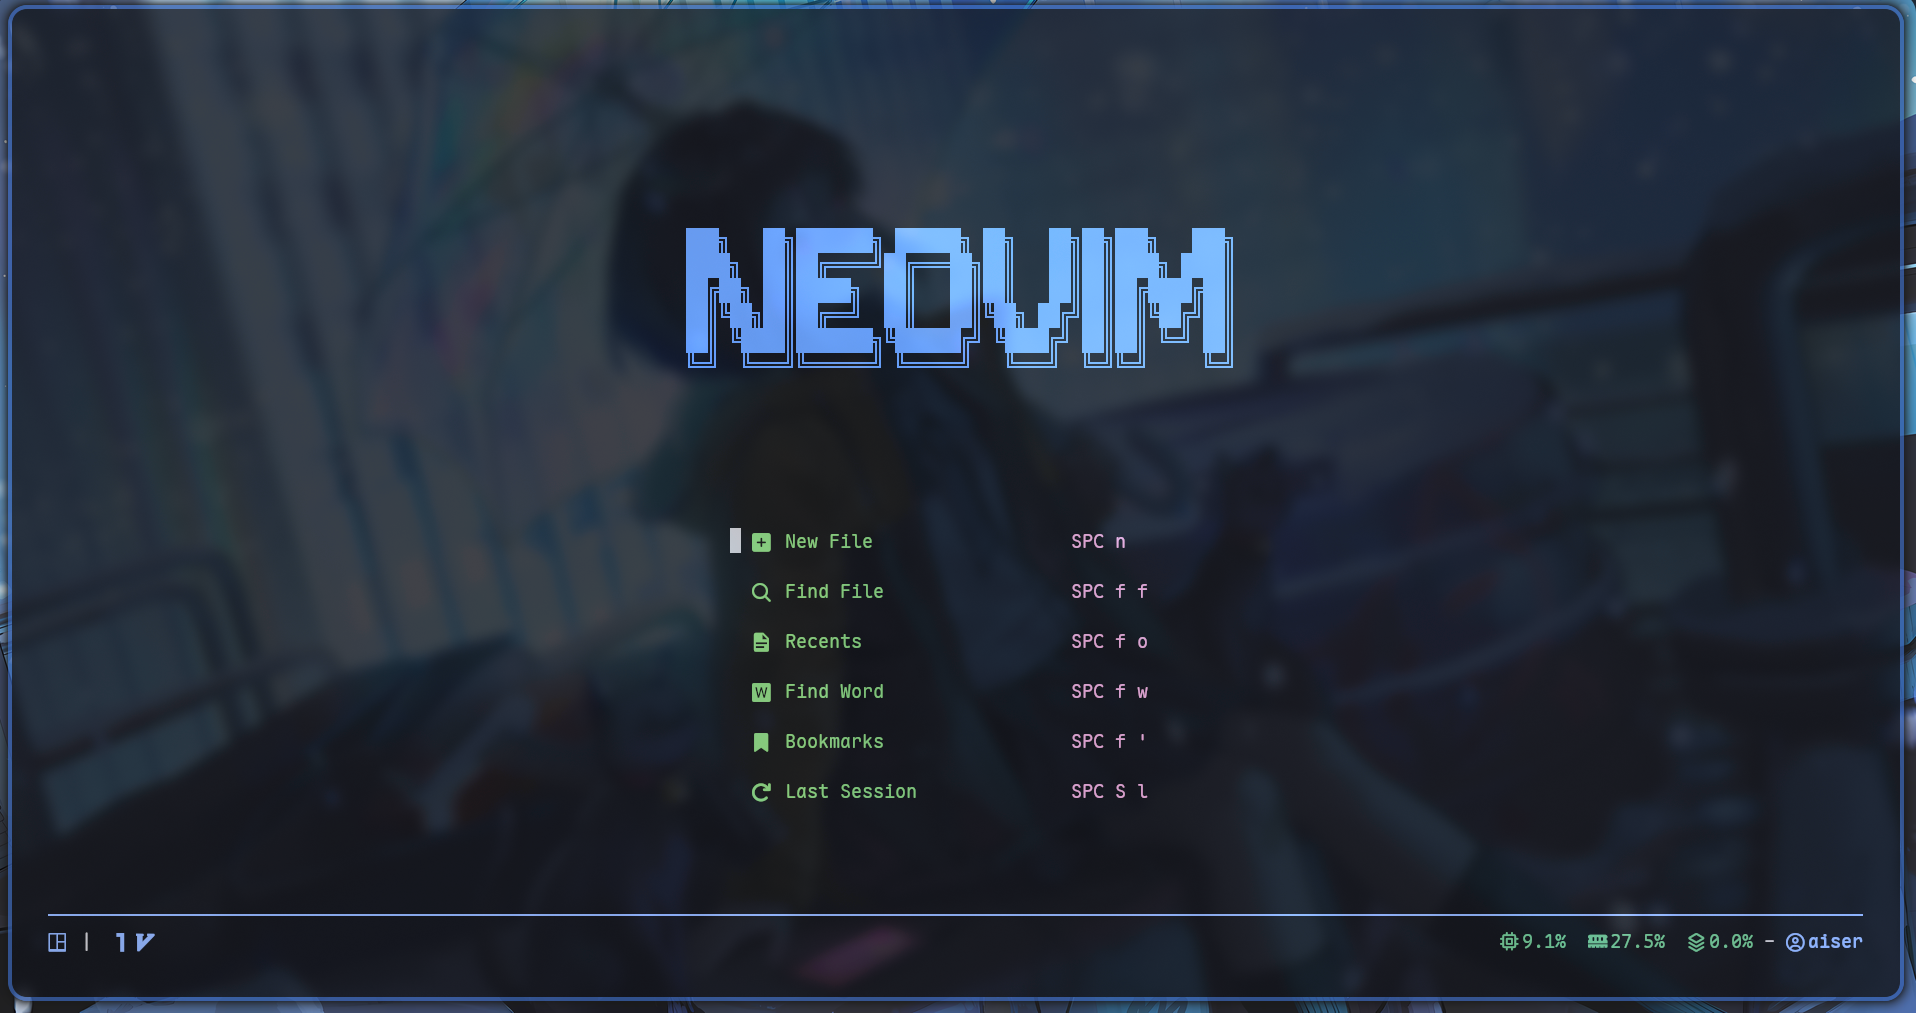 NEOVIM
New File SPC n
Find File SPC f f
Recents SPC f o
Find Word SPC f w
Bookmarks SPC f '
Last Session SPC S l
| 1 9.1% 27.5% 0.0% - aiser